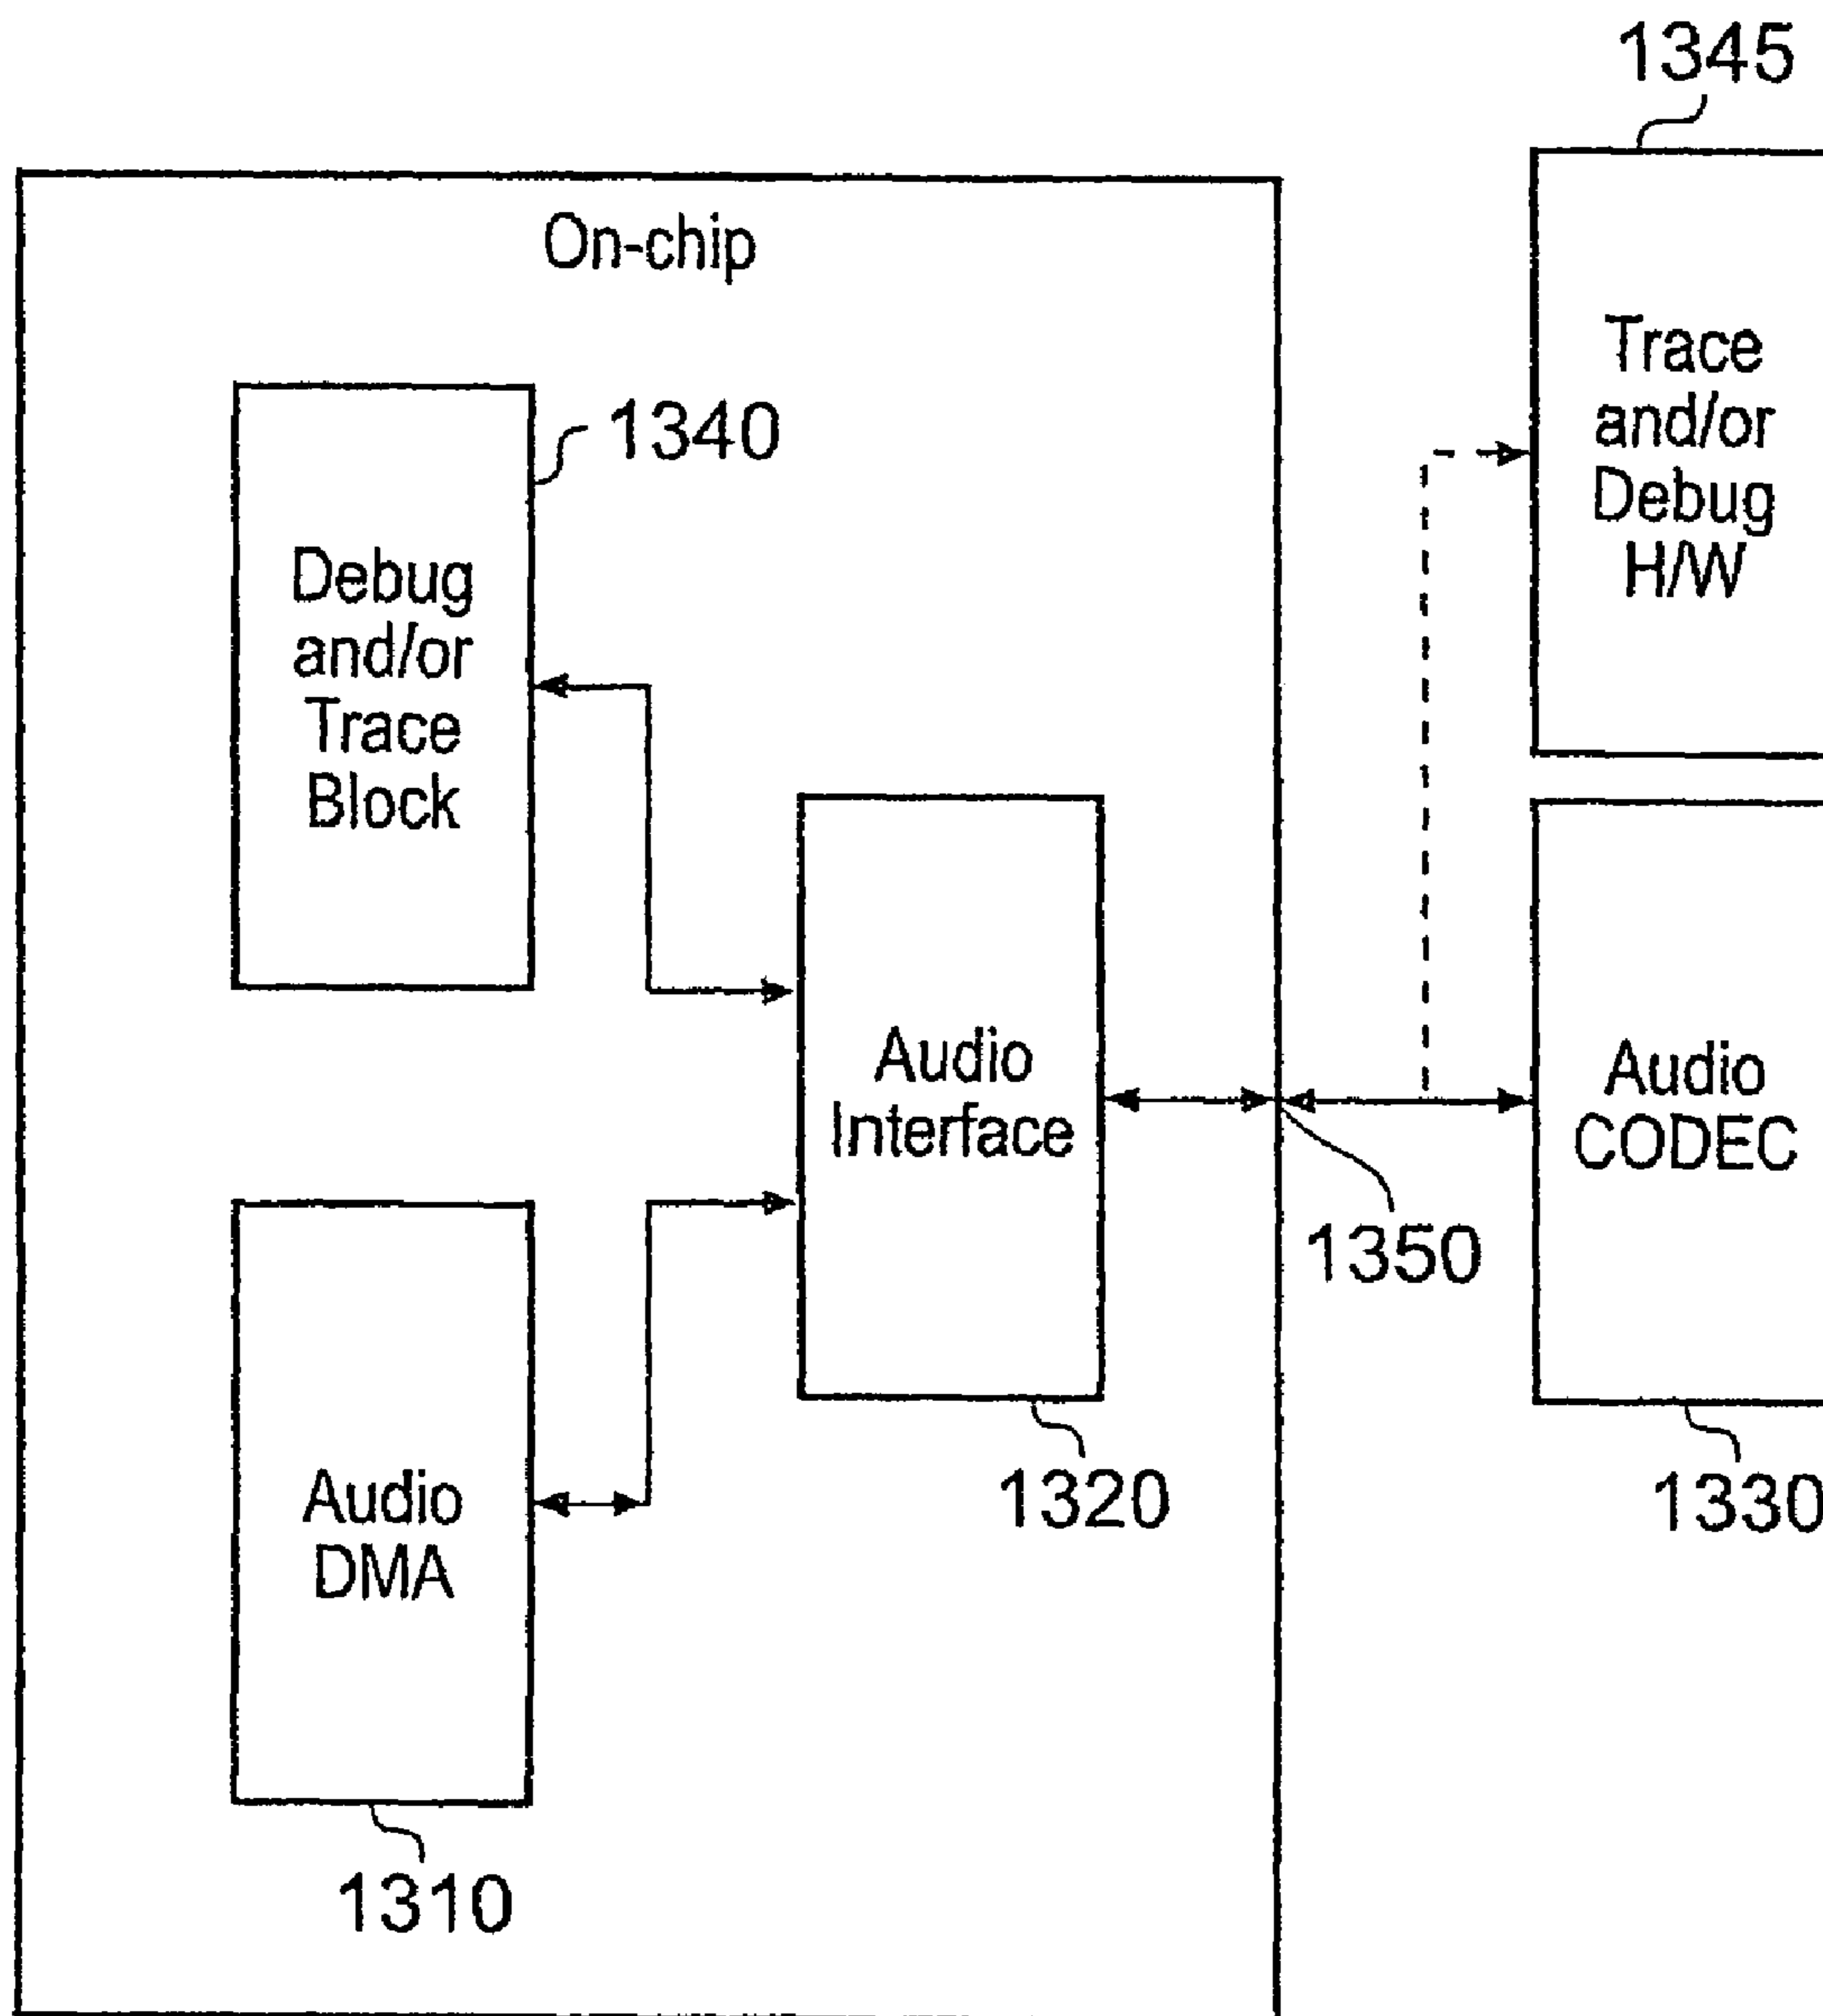 1345
On-chip
Trace
and/or
Debug
H/W
1340
Debug
and/or
Trace
Block
Audio
Interface
Audio
CODEC
1350
Audio
DMA
1320
1330
1310